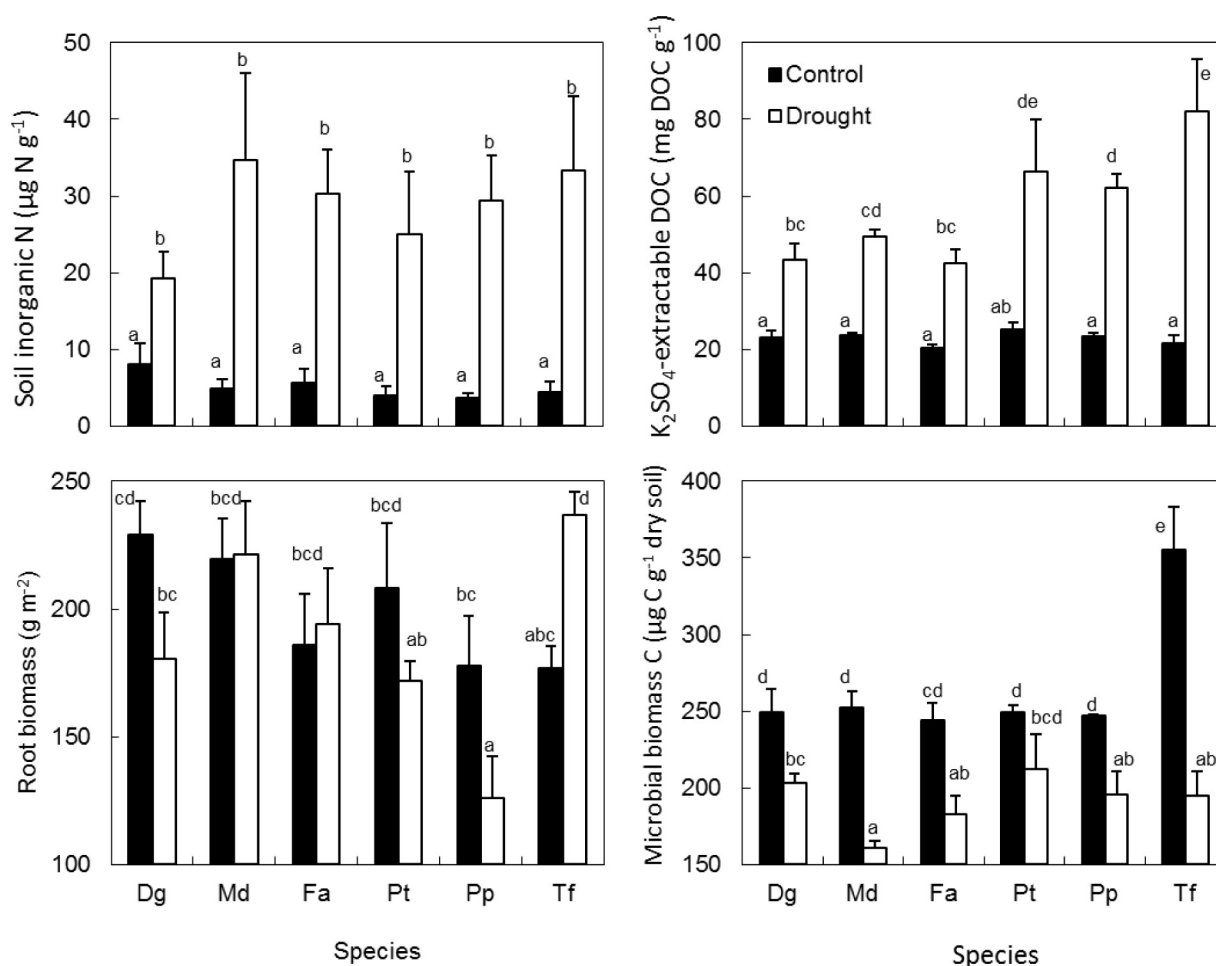 Soil inorganic N (µg N g⁻¹)
50
40
30
20
10
0
a
b
a
b
a
b
a
b
a
b
a
b
K₂SO₄-extractable DOC (mg DOC g⁻¹)
100
80
60
40
20
0
Control
Drought
a
bc
a
cd
a
bc
ab
de
a
d
a
e
Root biomass (g m⁻²)
250
200
150
100
cd
bc
bcd
bcd
bcd
ab
bc
a
abc
d
Dg Md Fa Pt Pp Tf
Species
Microbial biomass C (µg C g⁻¹ dry soil)
400
350
300
250
200
150
d
bc
d
a
cd
ab
d
bcd
d
ab
e
ab
Dg Md Fa Pt Pp Tf
Species